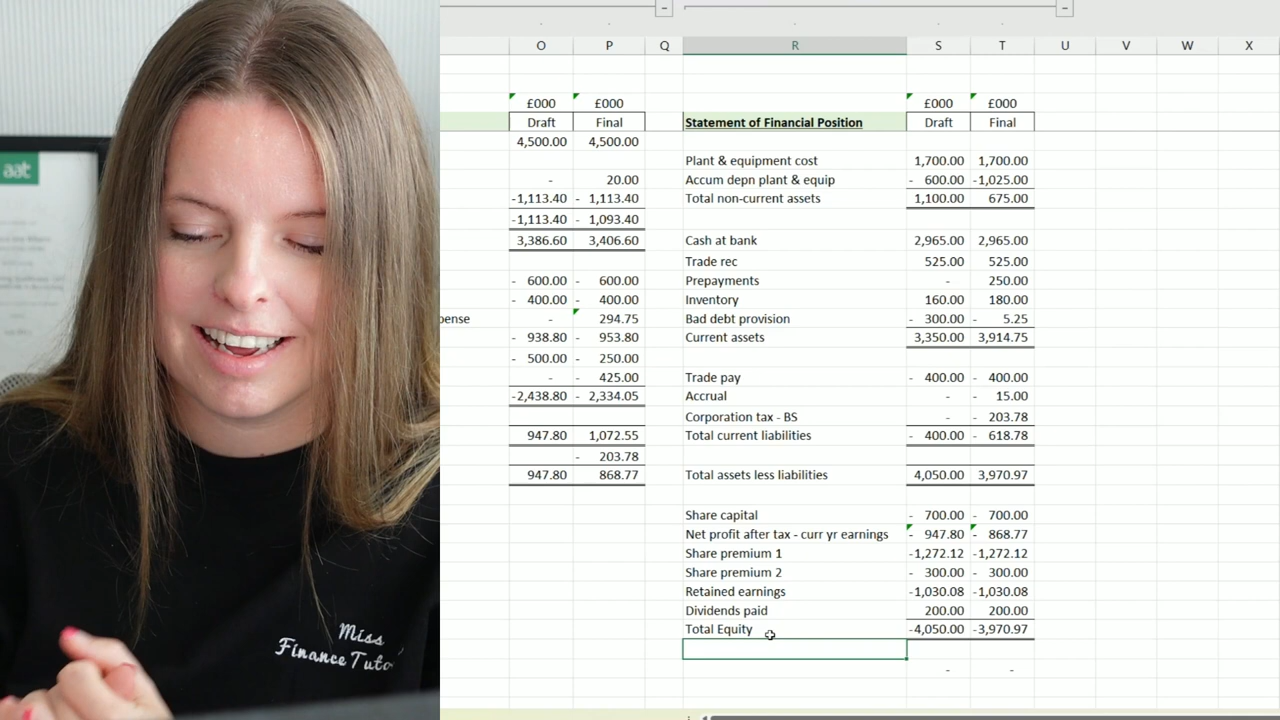 O P Q R S T U V W X
£000 £000 £000 £000
Draft Final Statement of Financial Position Draft Final
4,500.00 4,500.00
Plant & equipment cost 1,700.00 1,700.00
aat
- 20.00 Accum depn plant & equip - 600.00 -1,025.00
-1,113.40 - 1,113.40 Total non-current assets 1,100.00 675.00
-1,113.40 - 1,093.40
3,386.60 3,406.60 Cash at bank 2,965.00 2,965.00
Trade rec 525.00 525.00
- 600.00 - 600.00 Prepayments - 250.00
- 400.00 - 400.00 Inventory 160.00 180.00
pense - 294.75 Bad debt provision - 300.00 - 5.25
- 938.80 - 953.80 Current assets 3,350.00 3,914.75
- 500.00 - 250.00
- - 425.00 Trade pay - 400.00 - 400.00
-2,438.80 - 2,334.05 Accrual - - 15.00
Corporation tax - BS - - 203.78
947.80 1,072.55 Total current liabilities - 400.00 - 618.78
- 203.78
947.80 868.77 Total assets less liabilities 4,050.00 3,970.97
Share capital - 700.00 - 700.00
Net profit after tax - curr yr earnings - 947.80 - 868.77
Share premium 1 -1,272.12 -1,272.12
Share premium 2 - 300.00 - 300.00
Retained earnings -1,030.08 -1,030.08
Dividends paid 200.00 200.00
Total Equity -4,050.00 -3,970.97
- -
Miss
Finance Tuto